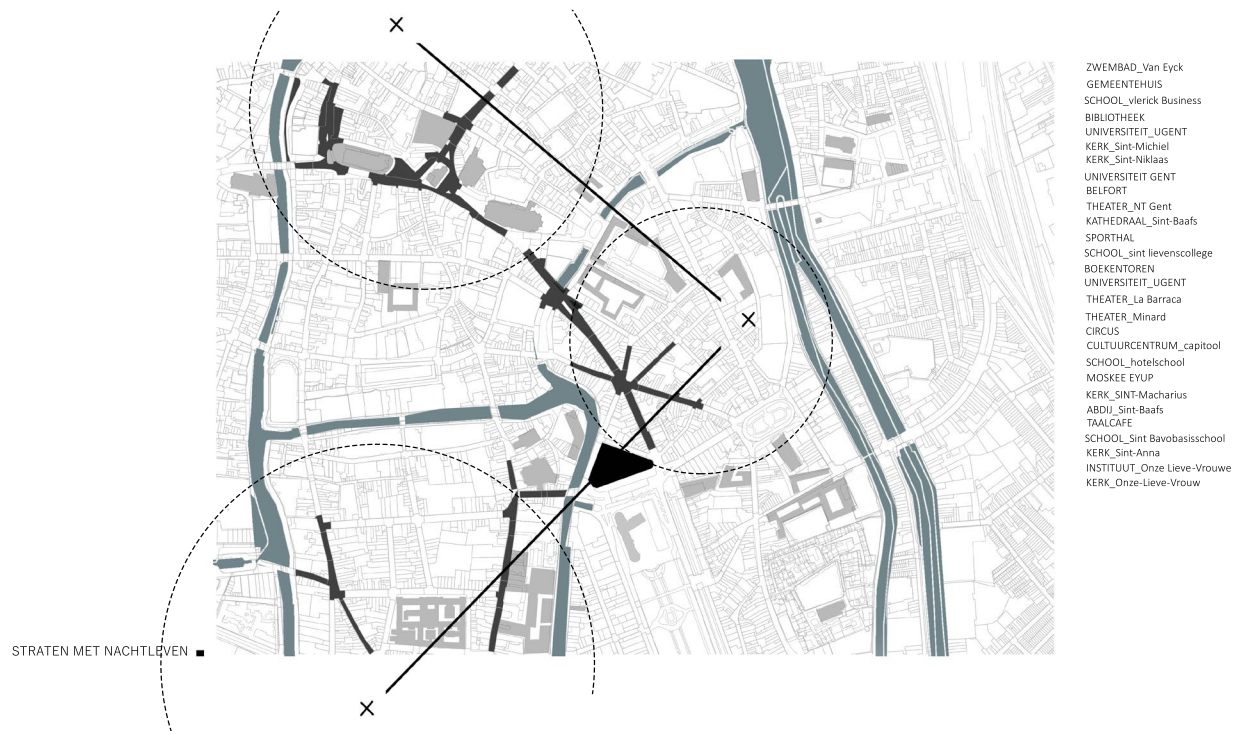 ZWEMBAD_Van Eyck
GEMEENTEHUIS
SCHOOL_vlerick Business
BIBLIOTHEEK
UNIVERSITEIT_UGENT
KERK_Sint-Michiel
KERK_Sint-Niklaas
UNIVERSITEIT GENT
BELFORT
THEATER_NT Gent
KATHEDRAAL_Sint-Baafs
SPORTHAL
SCHOOL_sint lievenscollege
BOEKENTOREN
UNIVERSITEIT_UGENT
THEATER_La Barraca
THEATER_Minard
CIRCUS
CULTUURCENTRUM_capitool
SCHOOL_hotelschool
MOSKEE EYUP
KERK_SINT-Macharius
ABDIJ_Sint-Baafs
TAALCAFE
SCHOOL_Sint Bavobasisschool
KERK_Sint-Anna
INSTITUUT_Onze Lieve-Vrouwe
KERK_Onze-Lieve-Vrouw
STRATEN MET NACHTLEVEN